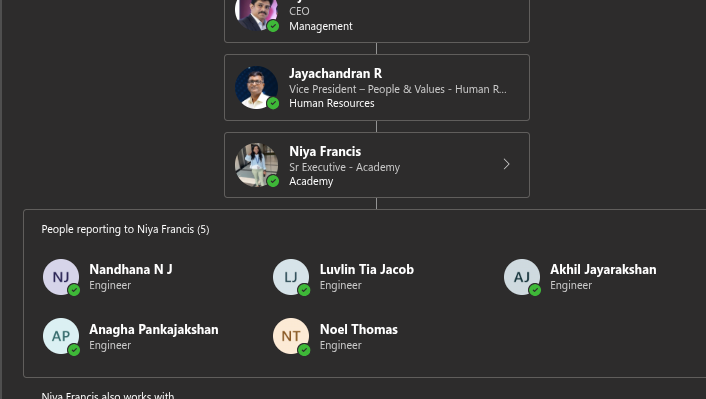 CEO
Management
Jayachandran R
Vice President – People & Values - Human R...
Human Resources
Niya Francis
Sr Executive - Academy
Academy
People reporting to Niya Francis (5)
NJ
Nandhana N J
Engineer
LJ
Luvlin Tia Jacob
Engineer
AJ
Akhil Jayarakshan
Engineer
AP
Anagha Pankajakshan
Engineer
NT
Noel Thomas
Engineer
Niya Francis also works with